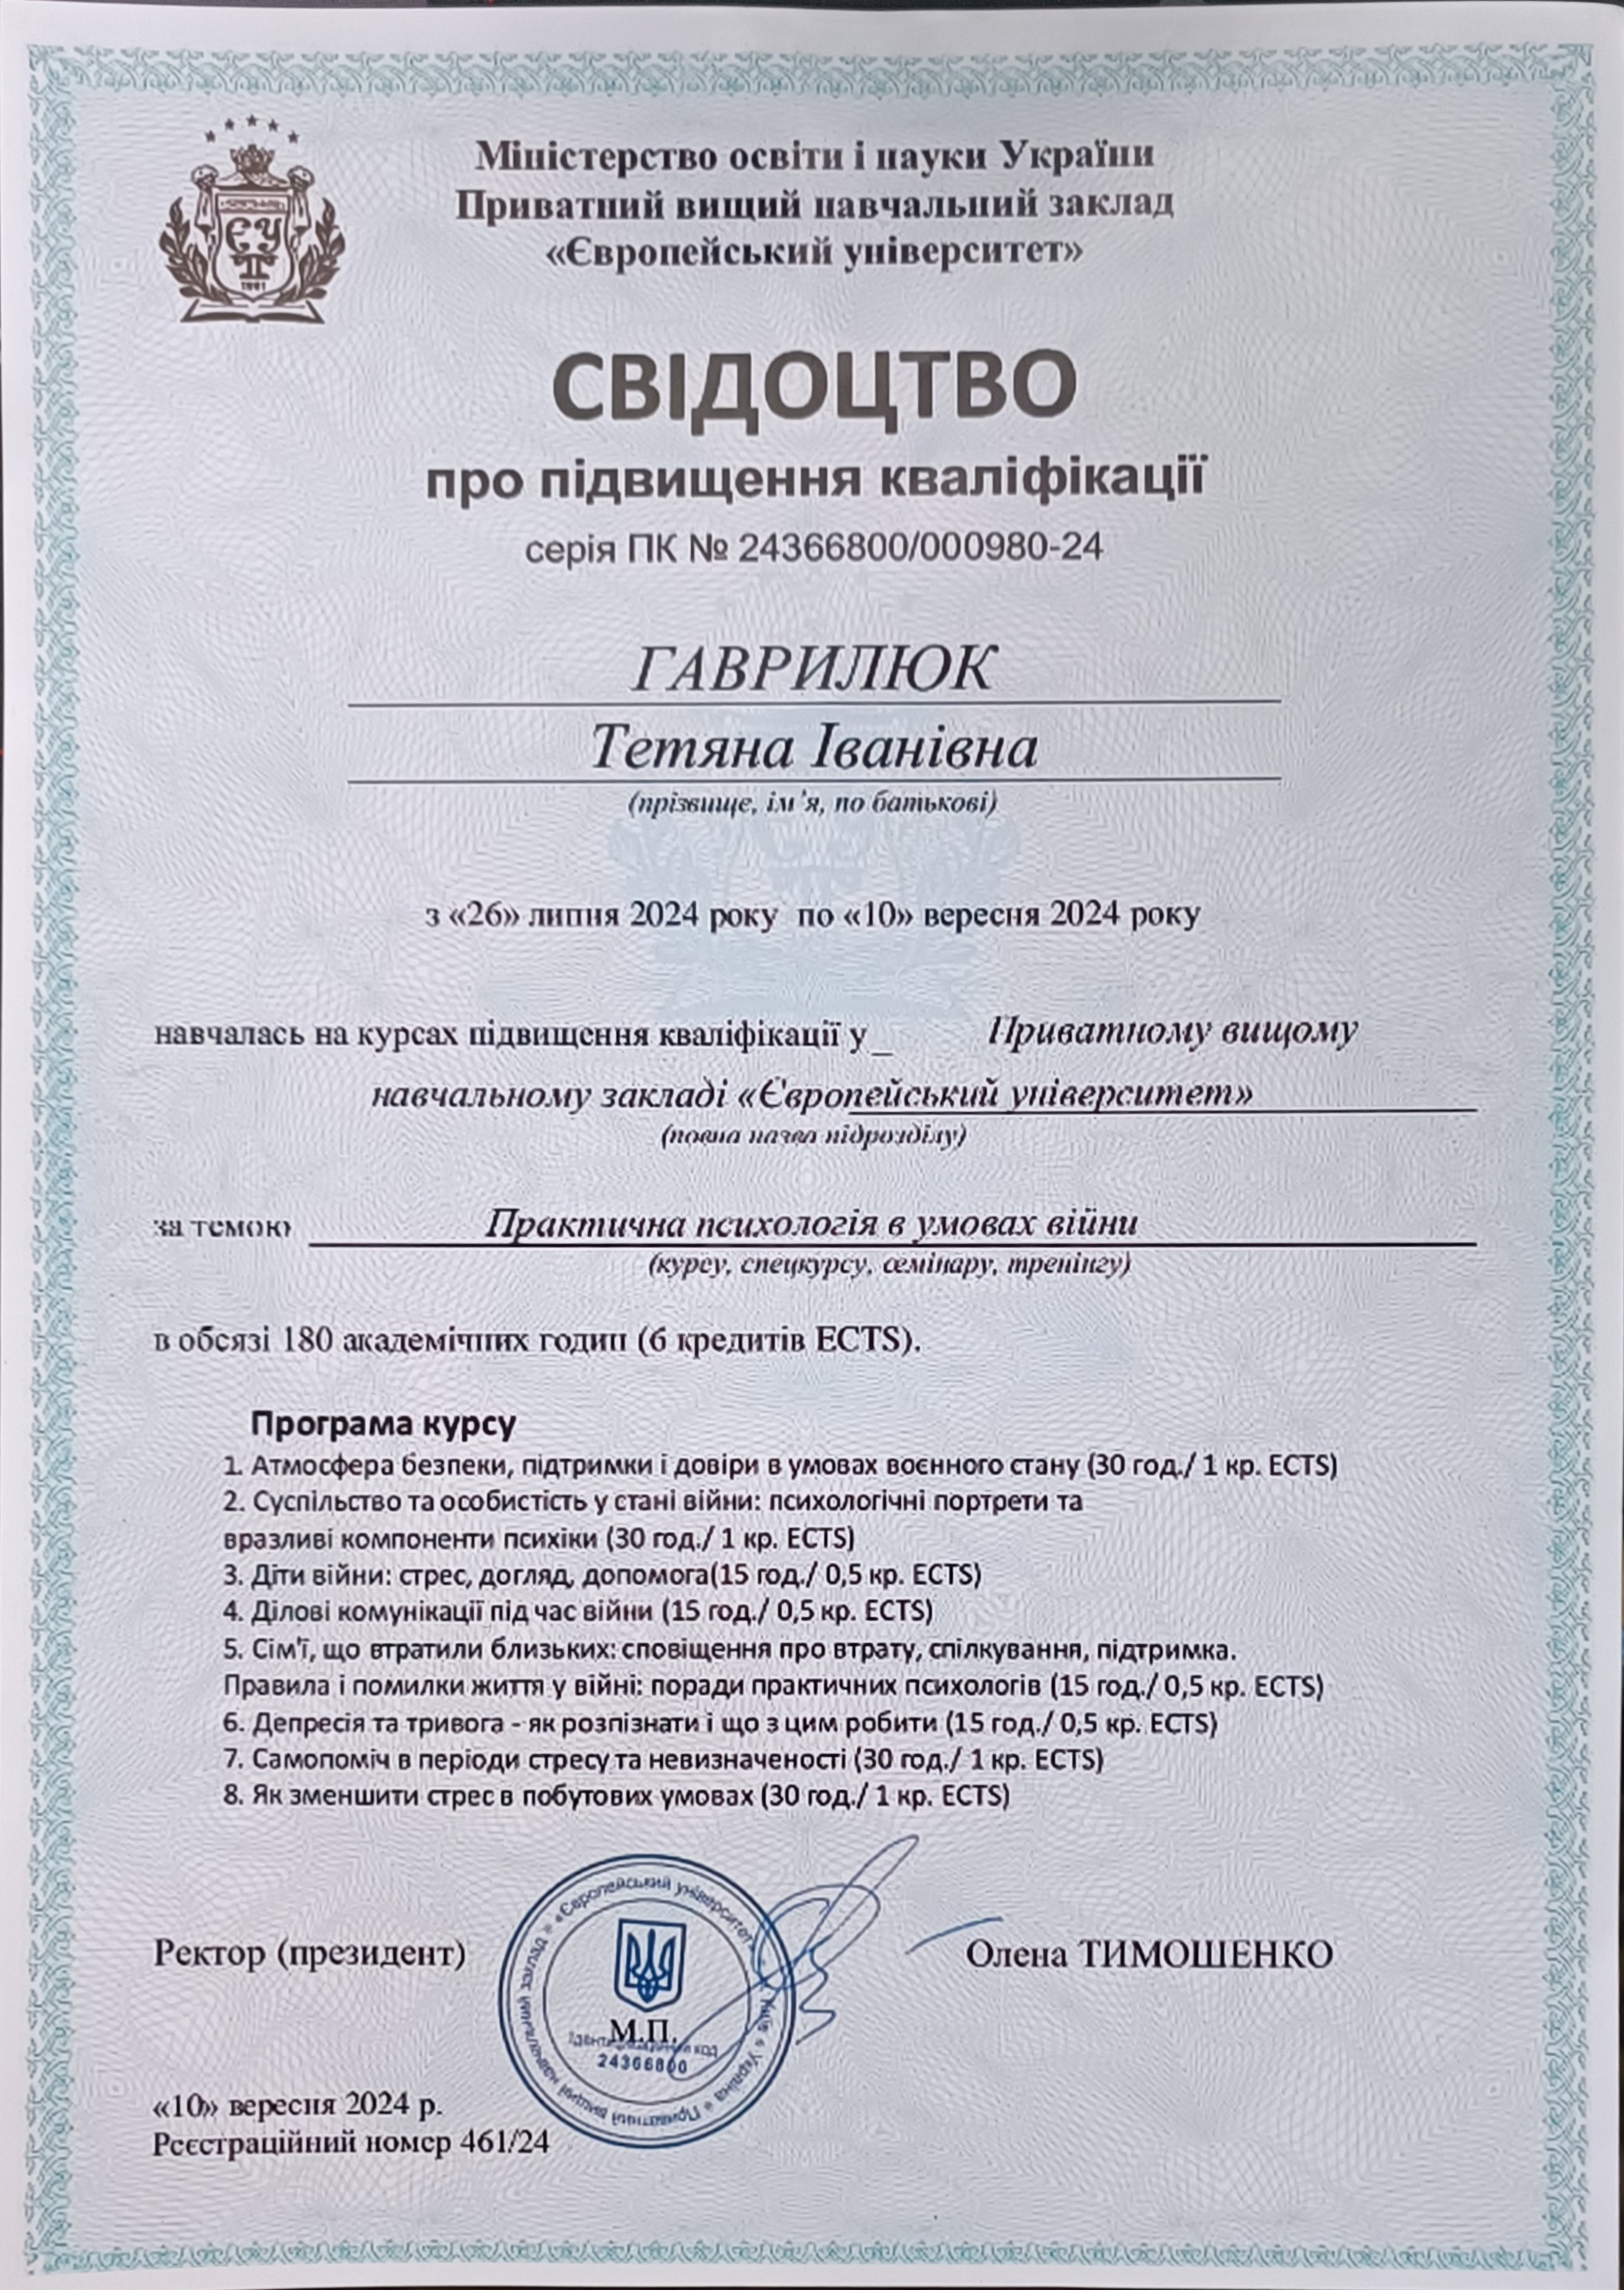 ЄУ
1991
Міністерство освіти і науки України
Приватний вищий навчальний заклад
«Європейський університет»
СВІДОЦТВО
про підвищення кваліфікації
серія ПК № 24366800/000980-24
ГАВРИЛЮК
Тетяна Іванівна
(прізвище, ім'я, по батькові)
з «26» липня 2024 року по «10» вересня 2024 року
навчалась на курсах підвищення кваліфікації у_ Приватному вищому
навчальному закладі «Європейський університет»
(повна назва підрозділу)
за темою Практична психологія в умовах війни
(курсу, спецкурсу, семінару, тренінгу)
в обсязі 180 академічних годин (6 кредитів ECTS).
Програма курсу
1. Атмосфера безпеки, підтримки і довіри в умовах воєнного стану (30 год./ 1 кр. ECTS)
2. Суспільство та особистість у стані війни: психологічні портрети та
вразливі компоненти психіки (30 год./ 1 кр. ECTS)
3. Діти війни: стрес, догляд, допомога(15 год./ 0,5 кр. ECTS)
4. Ділові комунікації під час війни (15 год./ 0,5 кр. ECTS)
5. Сім'ї, що втратили близьких: сповіщення про втрату, спілкування, підтримка.
Правила і помилки життя у війні: поради практичних психологів (15 год./ 0,5 кр. ECTS)
6. Депресія та тривога - як розпізнати і що з цим робити (15 год./ 0,5 кр. ECTS)
7. Самопоміч в періоди стресу та невизначеності (30 год./ 1 кр. ECTS)
8. Як зменшити стрес в побутових умовах (30 год./ 1 кр. ECTS)
Ректор (президент) Олена ТИМОШЕНКО
Приватний вищий навчальний заклад * «Європейський університет» * Київ * Україна *
М.П.
Ідентифікаційний код
24366800
«10» вересня 2024 р.
Реєстраційний номер 461/24